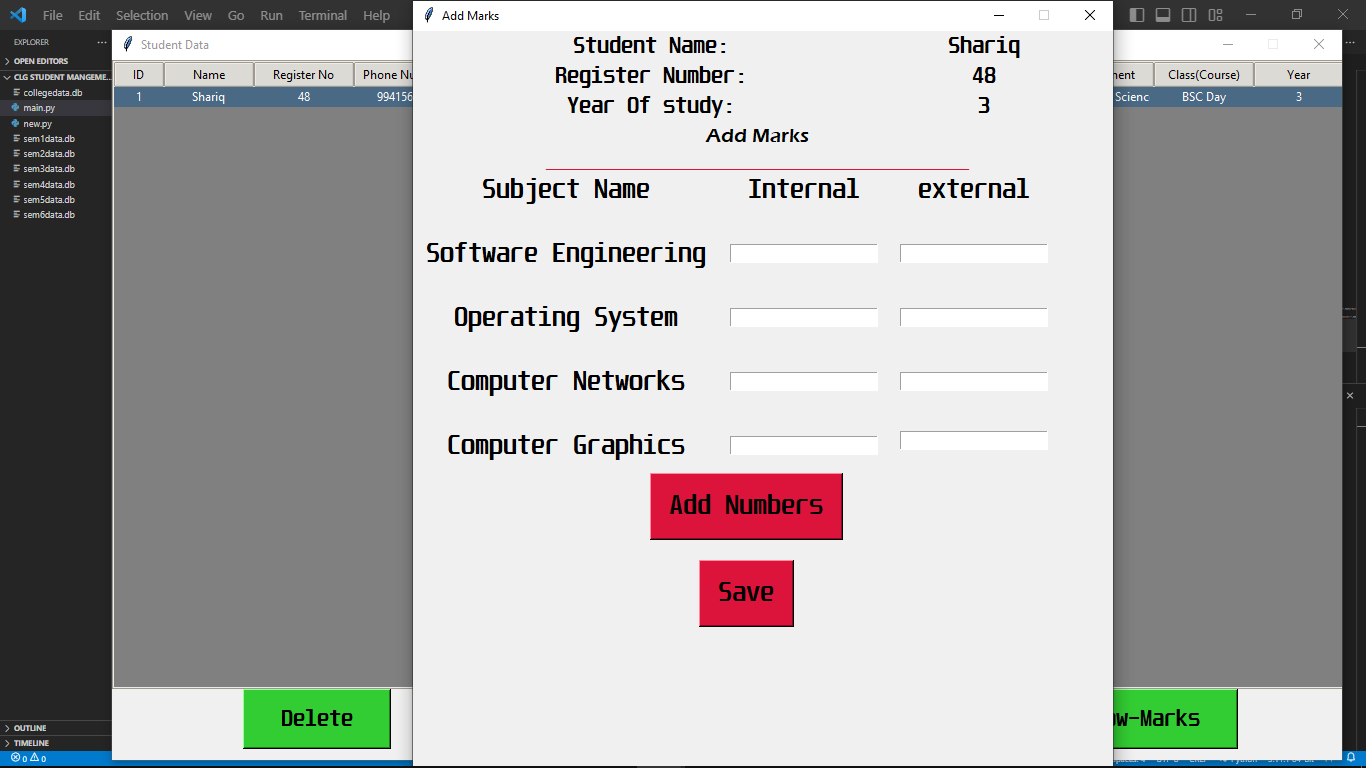 File Edit Selection View Go Run Terminal Help
Add Marks
EXPLORER
OPEN EDITORS
CLG STUDENT MANGEME...
collegedata.db
main.py
new.py
sem1data.db
sem2data.db
sem3data.db
sem4data.db
sem5data.db
sem6data.db
OUTLINE
TIMELINE
0 0
Student Data
ID Name Register No Phone Nu
1 Shariq 48 994156
nent Class(Course) Year
Scienc BSC Day 3
Student Name: Shariq
Register Number: 48
Year Of study: 3
Add Marks
Subject Name Internal external
Software Engineering
Operating System
Computer Networks
Computer Graphics
Add Numbers
Save
Delete
ow-Marks